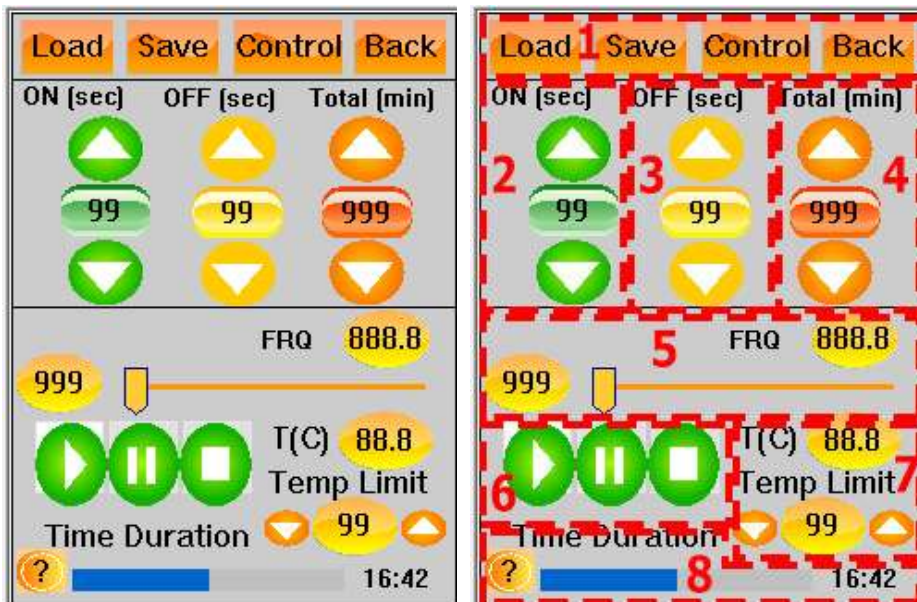 Load Save Control Back
ON (sec) OFF (sec) Total (min)
99 99 999
FRQ 888.8
999
T(C) 88.8
Temp Limit
99
Time Duration
? 16:42
Load 1 Save Control Back
ON (sec) OFF (sec) Total (min)
2 99 3 99 999 4
5 FRQ 888.8
999
T(C) 88.8
6 Temp Limit 7
99
Time Duration
? 8 16:42